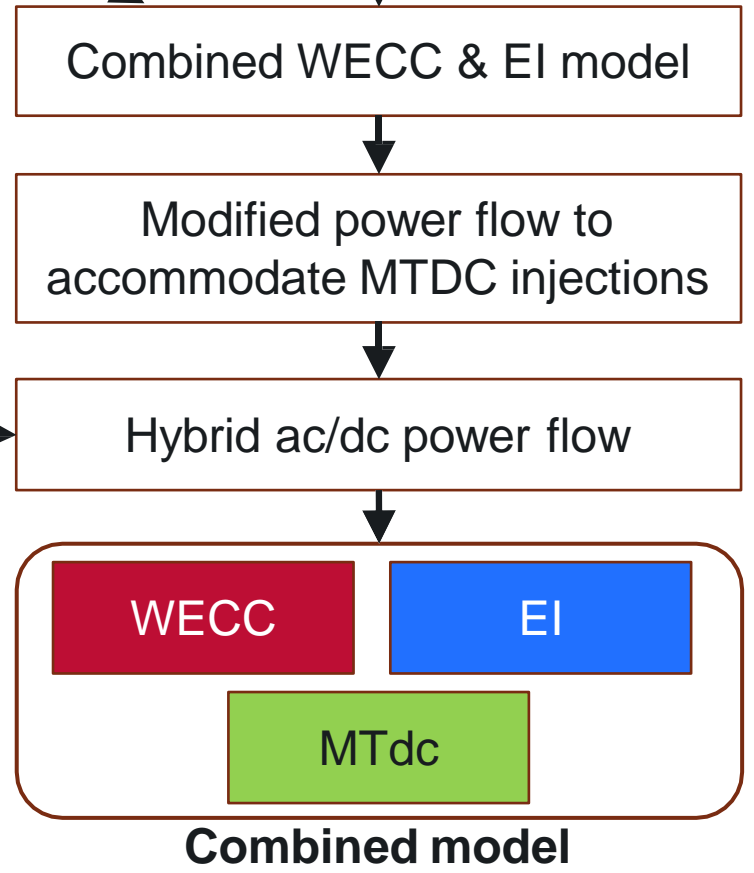 Combined WECC & EI model
Modified power flow to
accommodate MTDC injections
Hybrid ac/dc power flow
WECC
EI
MTdc
Combined model